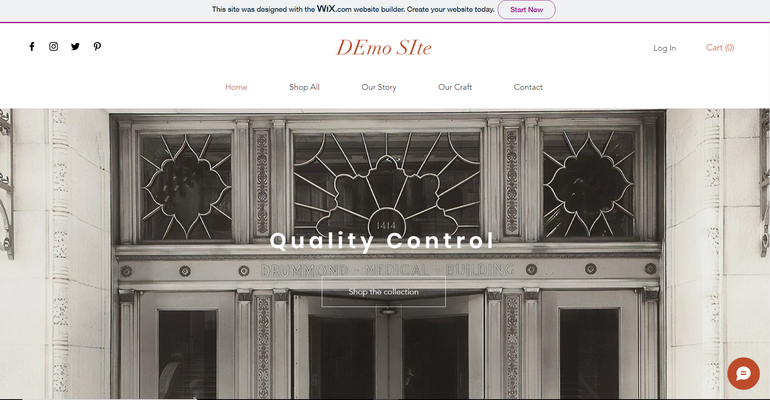 This site was designed with the WiX.com website builder. Create your website today. Start Now
DEmo SIte
Log In
Cart (0)
Home Shop All Our Story Our Craft Contact
1414
Quality Control
DRUMMOND - MEDICAL BUILDING
Shop the collection